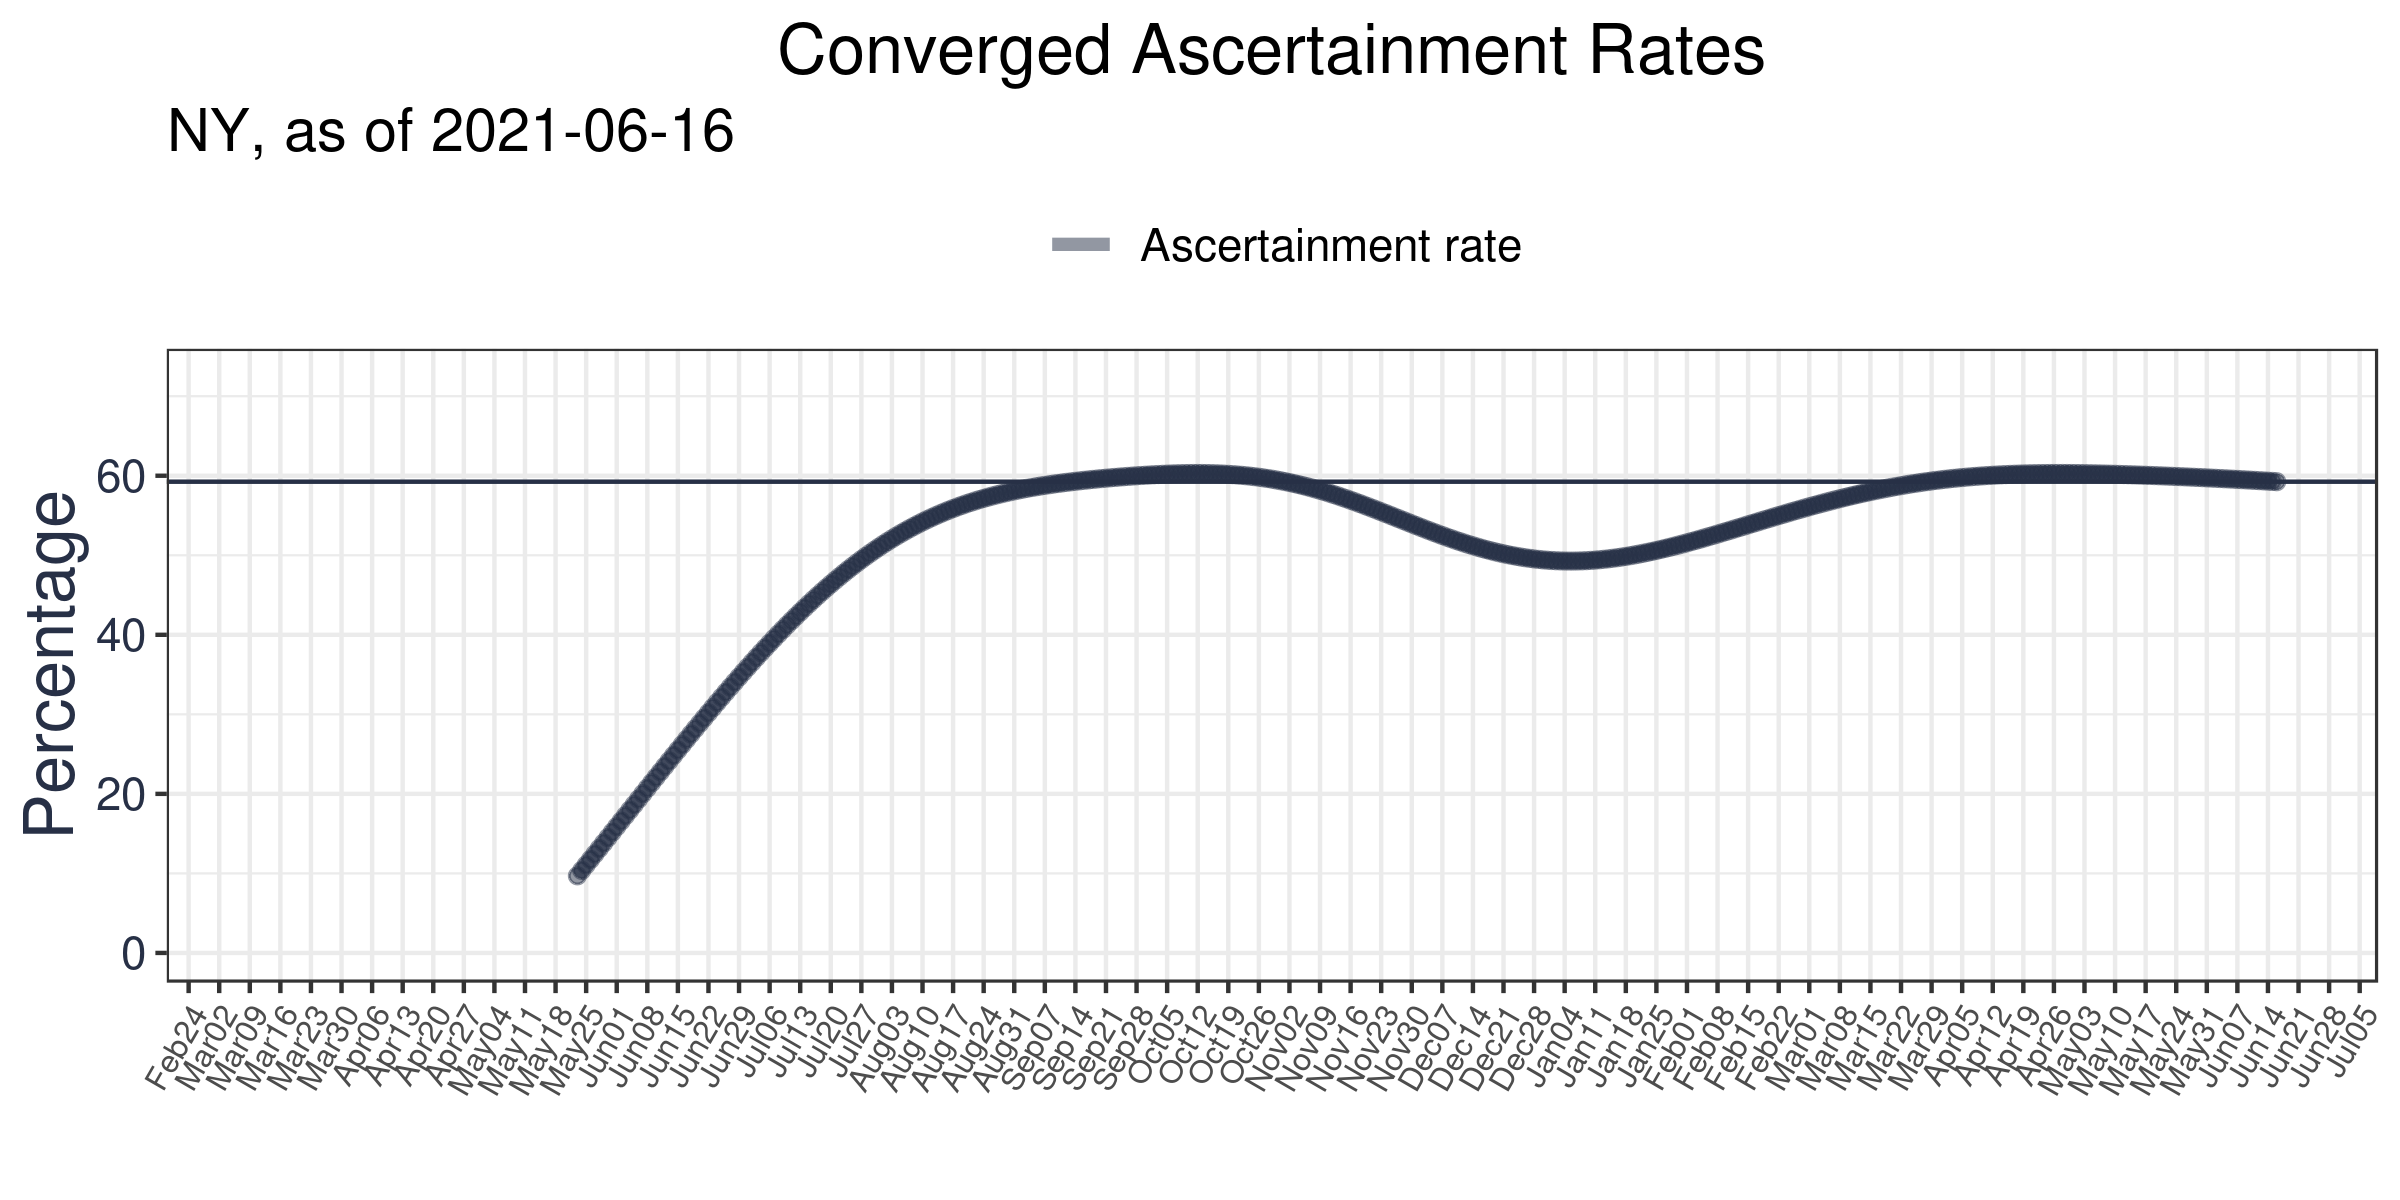 Converged Ascertainment Rates
NY, as of 2021-06-16
Ascertainment rate
Percentage
60
40
20
0
Feb24
Mar02
Mar09
Mar16
Mar23
Mar30
Apr06
Apr13
Apr20
Apr27
May04
May11
May18
May25
Jun01
Jun08
Jun15
Jun22
Jun29
Jul06
Jul13
Jul20
Jul27
Aug03
Aug10
Aug17
Aug24
Aug31
Sep07
Sep14
Sep21
Sep28
Oct05
Oct12
Oct19
Oct26
Nov02
Nov09
Nov16
Nov23
Nov30
Dec07
Dec14
Dec21
Dec28
Jan04
Jan11
Jan18
Jan25
Feb01
Feb08
Feb15
Feb22
Mar01
Mar08
Mar15
Mar22
Mar29
Apr05
Apr12
Apr19
Apr26
May03
May10
May17
May24
May31
Jun07
Jun14
Jun21
Jun28
Jul05